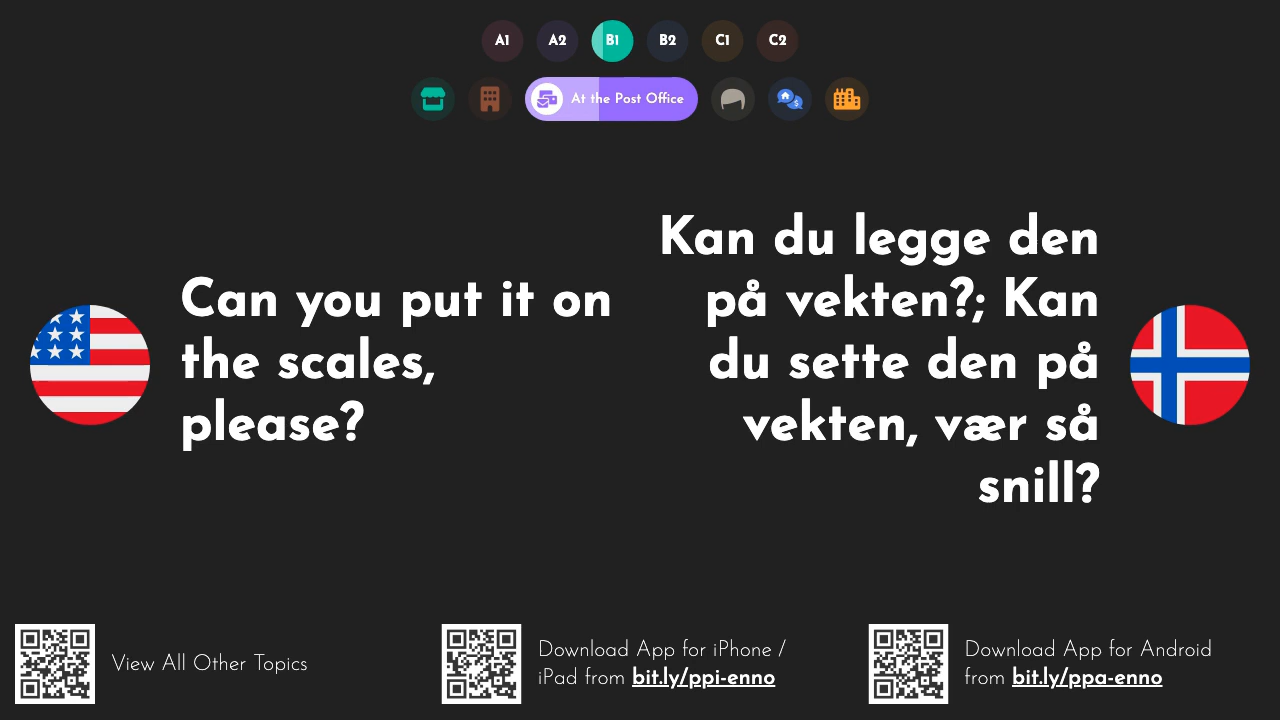 A1 A2 B1 B2 C1 C2
At the Post Office
Can you put it on
the scales,
please?
Kan du legge den
på vekten?; Kan
du sette den på
vekten, vær så
snill?
View All Other Topics
Download App for iPhone /
iPad from bit.ly/ppi-enno
Download App for Android
from bit.ly/ppa-enno